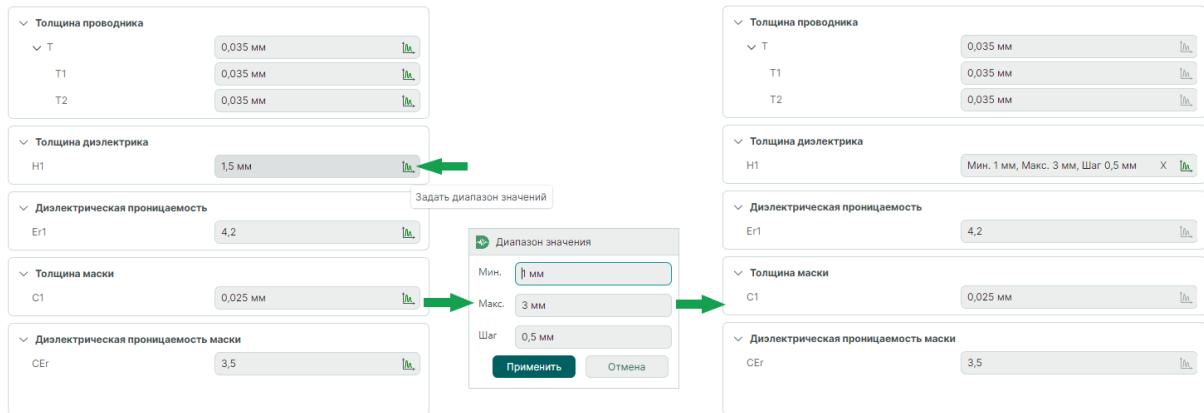 Толщина проводника
T 0,035 мм
T1 0,035 мм
T2 0,035 мм
Толщина диэлектрика
H1 1,5 мм
Задать диапазон значений
Диэлектрическая проницаемость
Er1 4,2
Толщина маски
C1 0,025 мм
Диэлектрическая проницаемость маски
CEr 3,5
Диапазон значения
Мин. 1 мм
Макс. 3 мм
Шаг 0,5 мм
Применить Отмена
Толщина проводника
T 0,035 мм
T1 0,035 мм
T2 0,035 мм
Толщина диэлектрика
H1 Мин. 1 мм, Макс. 3 мм, Шаг 0,5 мм X
Диэлектрическая проницаемость
Er1 4,2
Толщина маски
C1 0,025 мм
Диэлектрическая проницаемость маски
CEr 3,5